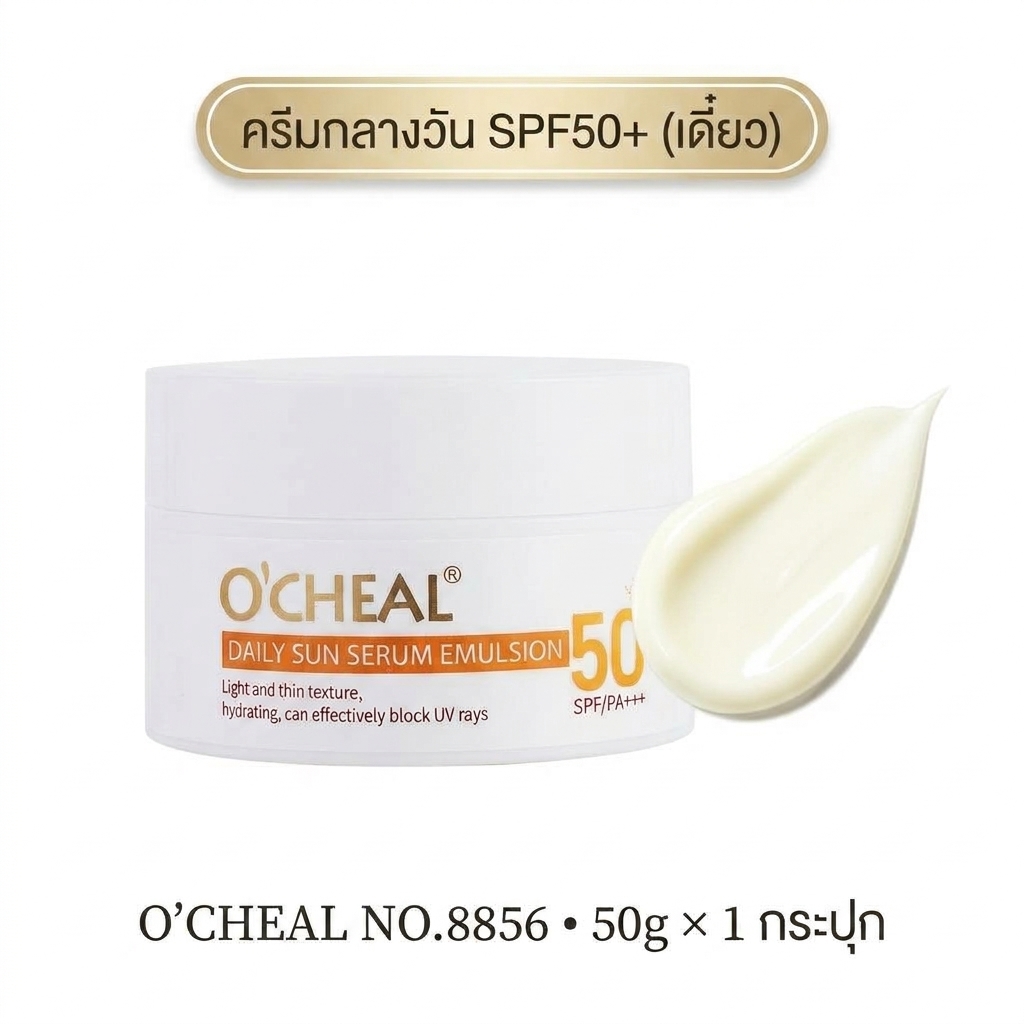 ครีมกลางวัน SPF50+ (เดี๋ยว)
O'CHEAL®
DAILY SUN SERUM EMULSION 50
Light and thin texture,
hydrating, can effectively block UV rays
SPF/PA+++
O’CHEAL NO.8856 • 50g × 1 กระปุก